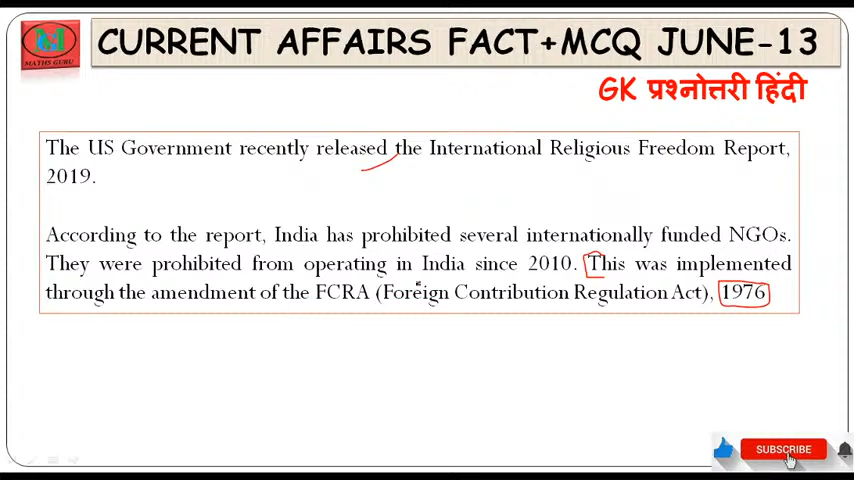 CURRENT AFFAIRS FACT+MCQ JUNE-13
MATHS GURU
GK प्रश्नोत्तरी हिंदी
The US Government recently released the International Religious Freedom Report,
2019.
According to the report, India has prohibited several internationally funded NGOs.
They were prohibited from operating in India since 2010. This was implemented
through the amendment of the FCRA (Foreign Contribution Regulation Act), 1976
SUBSCRIBE